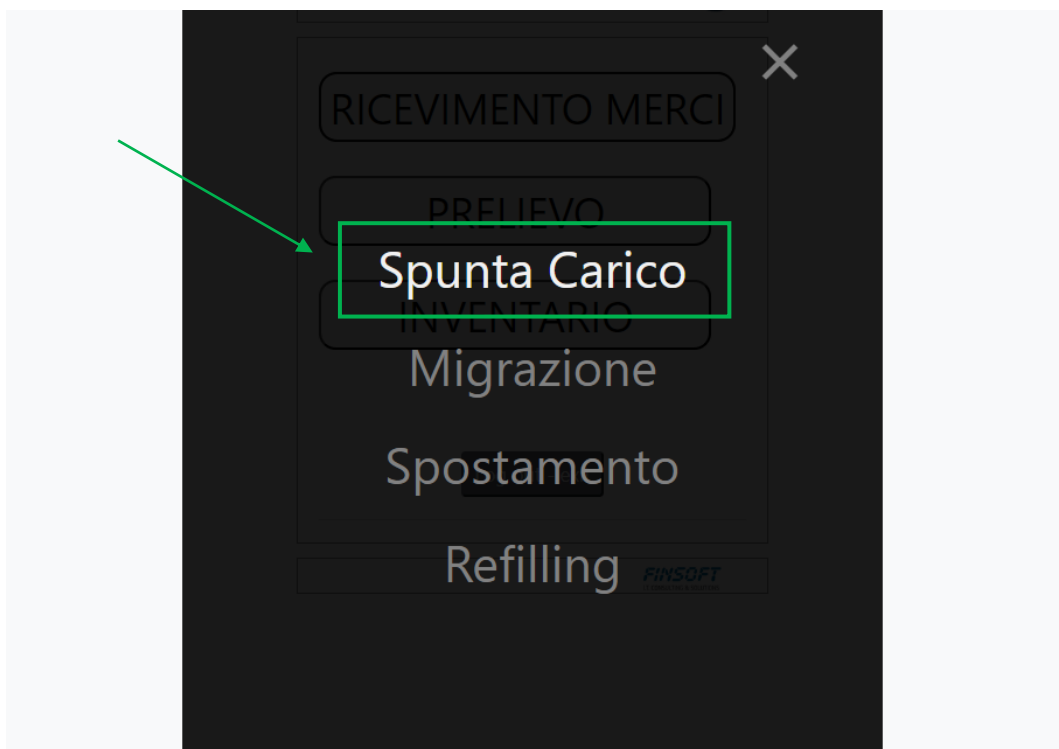 RICEVIMENTO MERCI
PRELIEVO
Spunta Carico
INVENTARIO
Migrazione
Spostamento
Refilling
FINSOFT